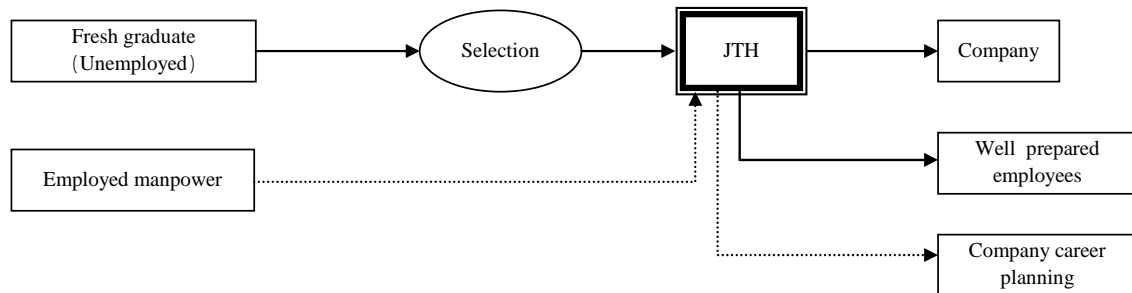 Fresh graduate
(Unemployed)
Selection
JTH
Company
Employed manpower
Well prepared
employees
Company career
planning